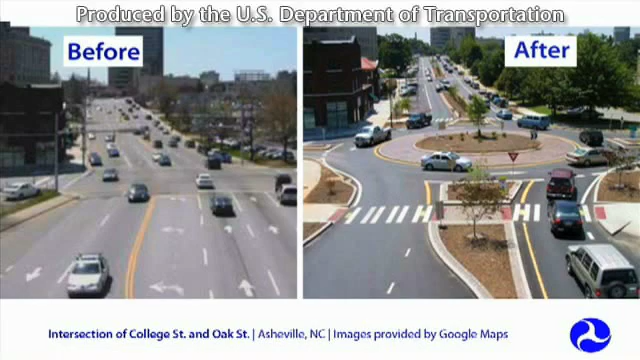 Produced by the U.S. Department of Transportation
Before
After
Intersection of College St. and Oak St. | Asheville, NC | Images provided by Google Maps